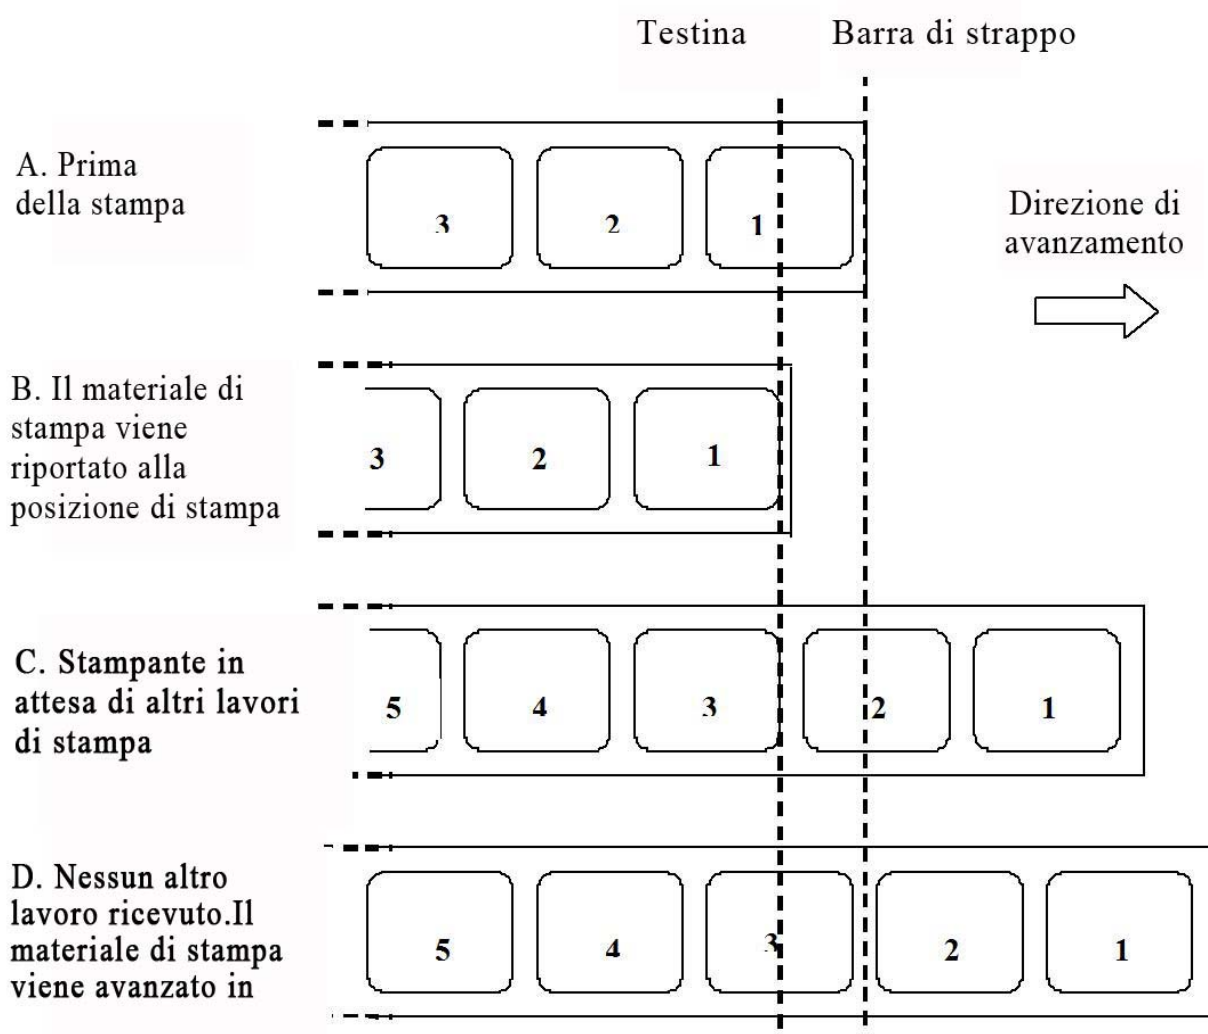 Testina Barra di strappo
A. Prima
della stampa
3 2 1
Direzione di
avanzamento
B. Il materiale di
stampa viene
riportato alla
posizione di stampa
3 2 1
C. Stampante in
attesa di altri lavori
di stampa
5 4 3 2 1
D. Nessun altro
lavoro ricevuto.Il
materiale di stampa
viene avanzato in
5 4 3 2 1